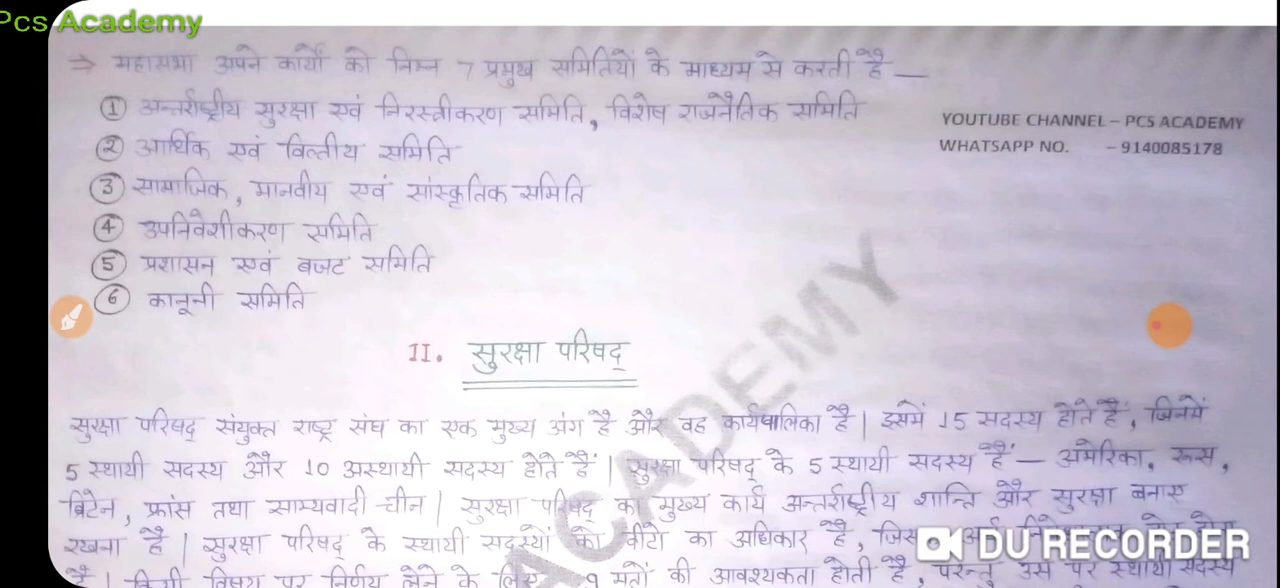 Pcs Academy
⇒ महासभा अपने कार्यों को निम्न 7 प्रमुख समितियों के माध्यम से करती है —
① अन्तर्राष्ट्रीय सुरक्षा एवं निरस्त्रीकरण समिति, विशेष राजनैतिक समिति
② आर्थिक एवं वित्तीय समिति
③ सामाजिक, मानवीय एवं सांस्कृतिक समिति
④ उपनिवेशीकरण समिति
⑤ प्रशासन एवं बजट समिति
⑥ कानूनी समिति
YOUTUBE CHANNEL – PCS ACADEMY
WHATSAPP NO. – 9140085178
II. सुरक्षा परिषद्
सुरक्षा परिषद् संयुक्त राष्ट्र संघ का एक मुख्य अंग है और वह कार्यपालिका है। इसमें 15 सदस्य होते हैं, जिनमें
5 स्थायी सदस्य और 10 अस्थायी सदस्य होते हैं। सुरक्षा परिषद् के 5 स्थायी सदस्य हैं — अमेरिका, रूस,
ब्रिटेन, फ्रांस तथा साम्यवादी चीन। सुरक्षा परिषद् का मुख्य कार्य अन्तर्राष्ट्रीय शान्ति और सुरक्षा बनाए
रखना है। सुरक्षा परिषद् के स्थायी सदस्यों को वीटो का अधिकार है,
है। किसी विषय पर निर्णय लेने के लिए 9 मतों की आवश्यकता होती है, परन्तु उस पर स्थायी सदस्य
ACADEMY
DU RECORDER